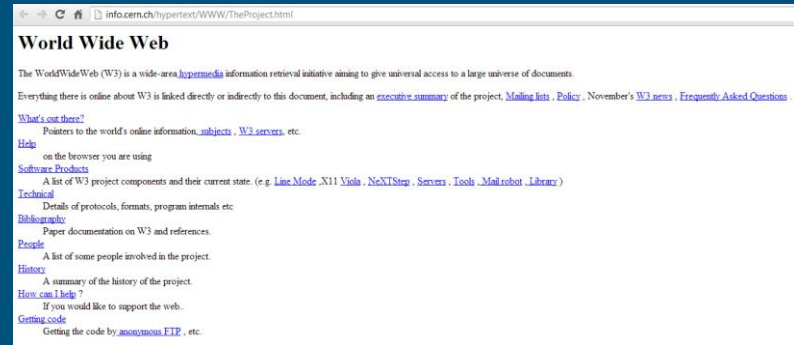 info.cern.ch/hypertext/WWW/TheProject.html
World Wide Web
The WorldWideWeb (W3) is a wide-area hypermedia information retrieval initiative aiming to give universal access to a large universe of documents.
Everything there is online about W3 is linked directly or indirectly to this document, including an executive summary of the project, Mailing lists , Policy , November's W3 news , Frequently Asked Questions .
What's out there?
Pointers to the world's online information, subjects , W3 servers, etc.
Help
on the browser you are using
Software Products
A list of W3 project components and their current state. (e.g. Line Mode ,X11 Viola , NeXTStep , Servers , Tools , Mail robot , Library )
Technical
Details of protocols, formats, program internals etc
Bibliography
Paper documentation on W3 and references.
People
A list of some people involved in the project.
History
A summary of the history of the project.
How can I help ?
If you would like to support the web..
Getting code
Getting the code by anonymous FTP , etc.